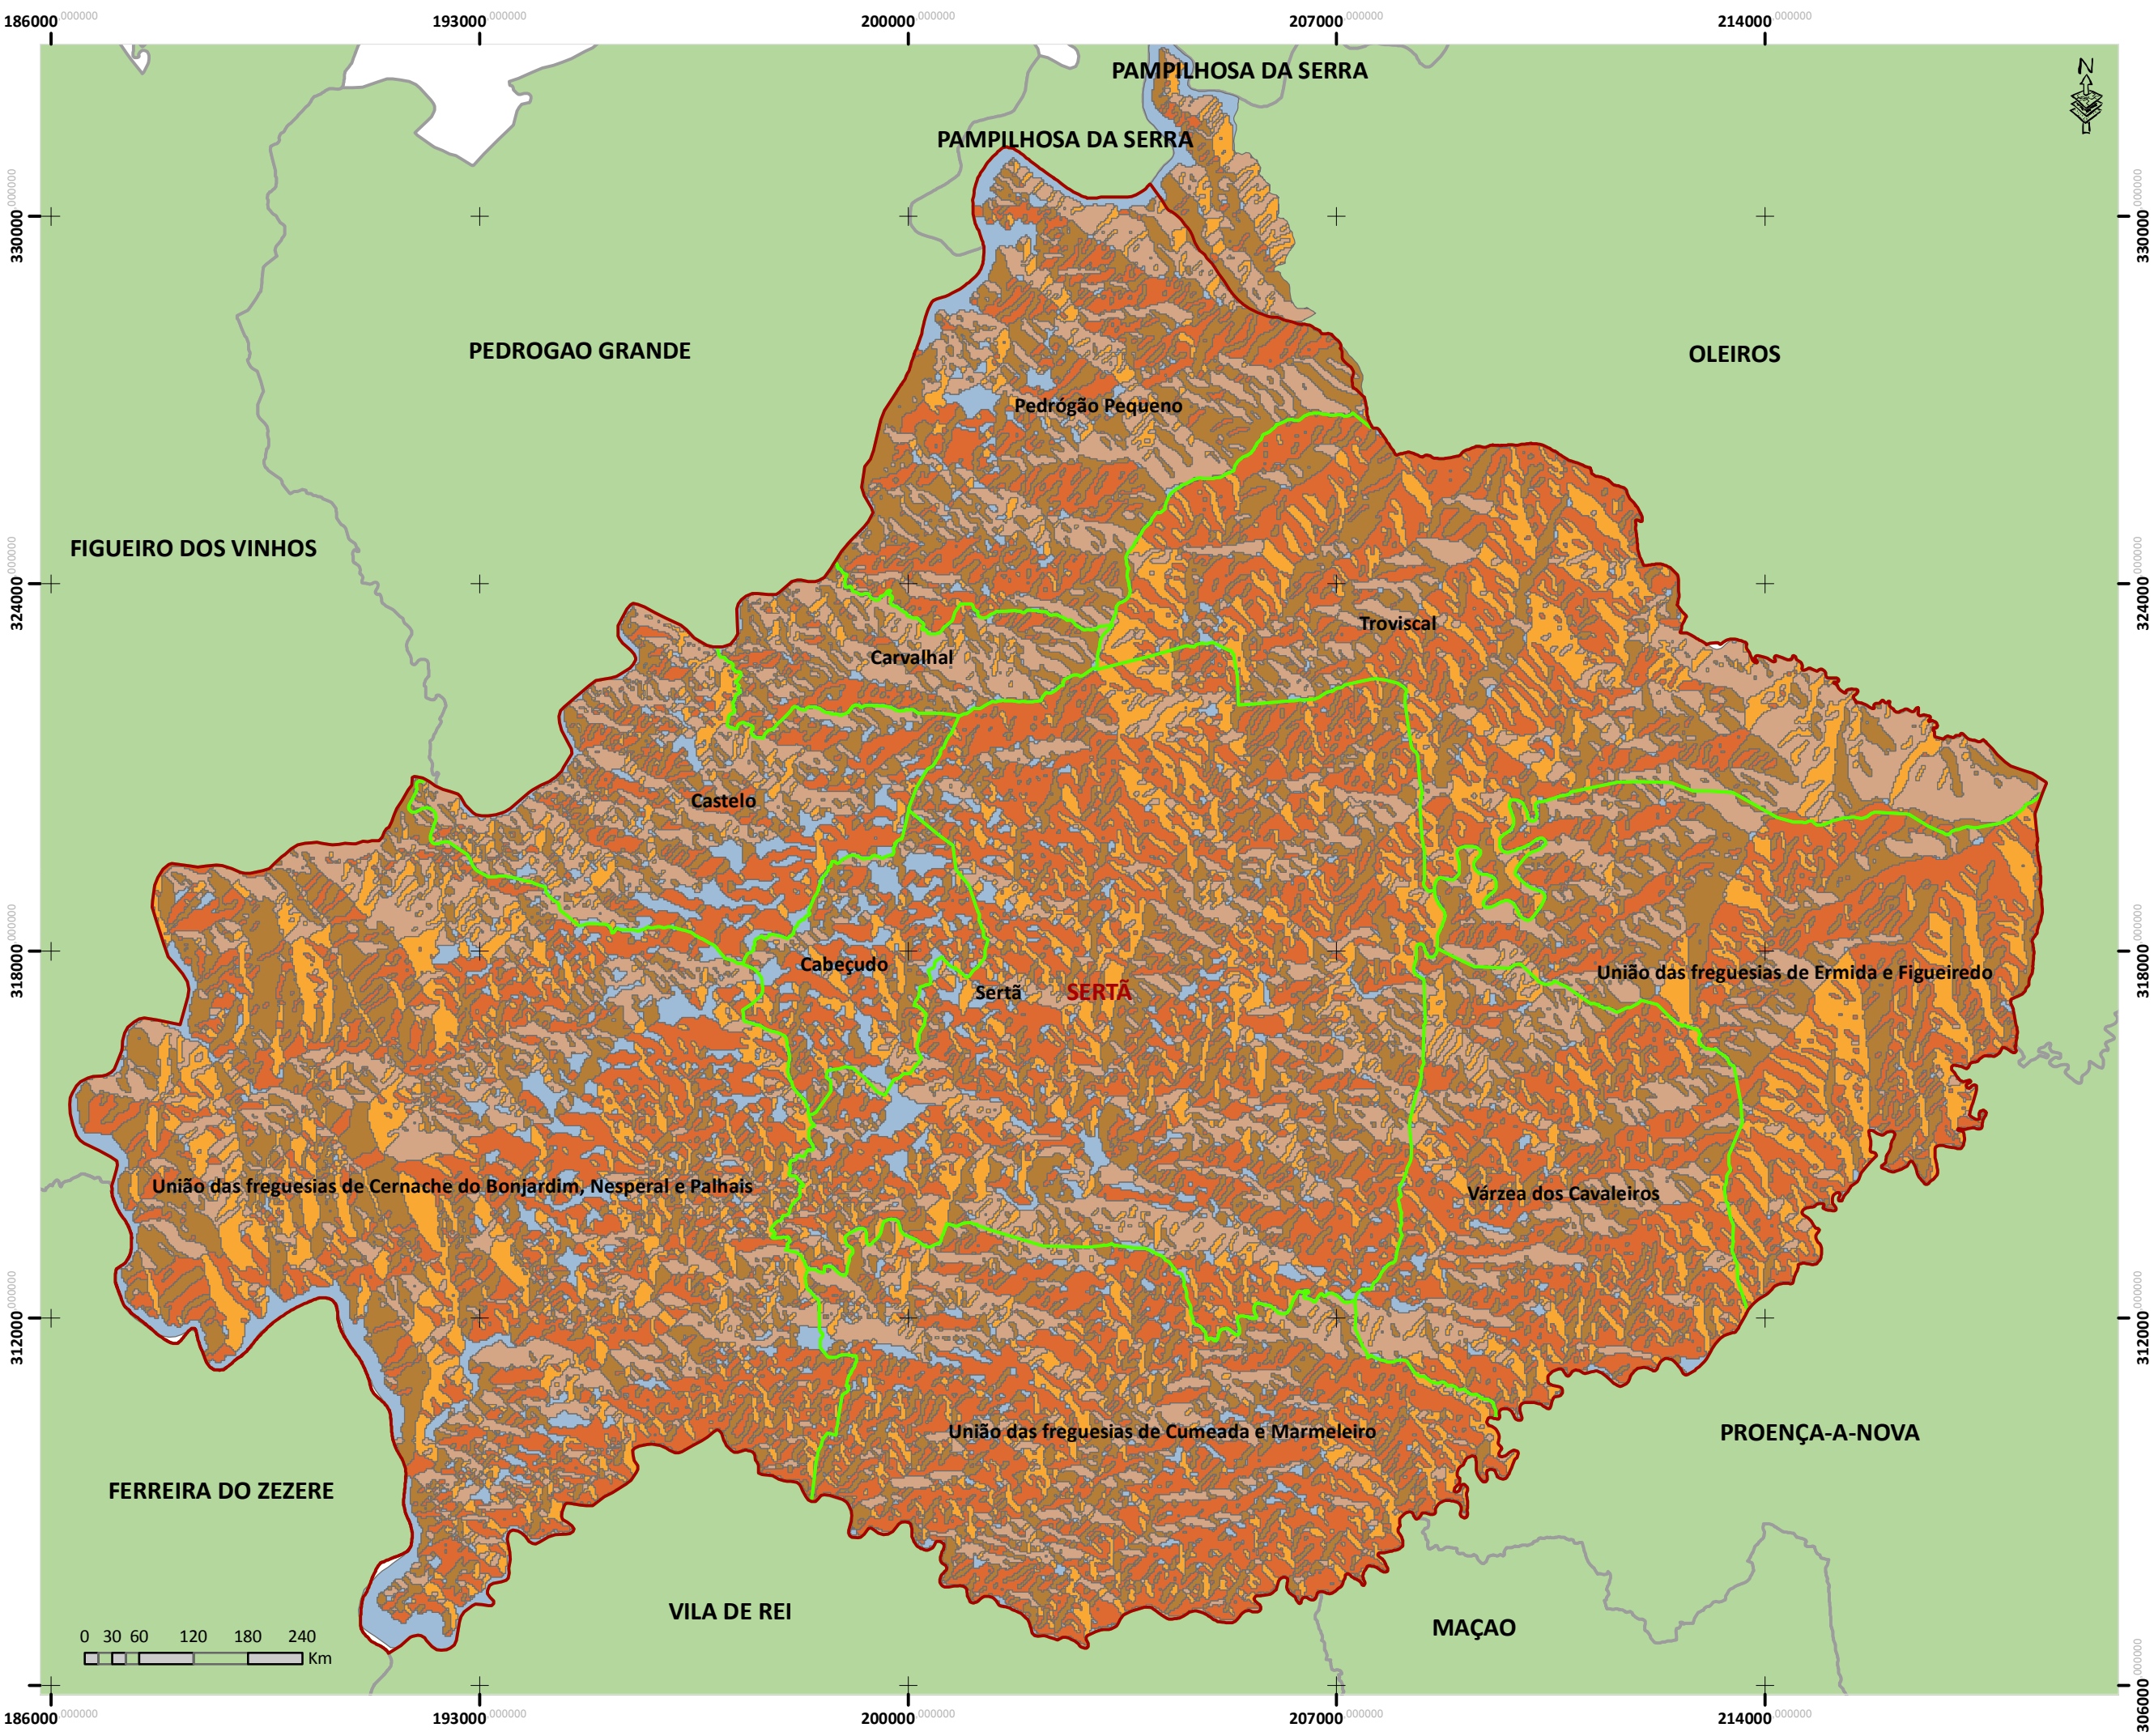 186000.000000 193000.000000 200000.000000 207000.000000 214000.000000
PAMPILHOSA DA SERRA
N
PAMPILHOSA DA SERRA
330000.000000 330000.000000
PEDROGAO GRANDE
OLEIROS
Pedrógão Pequeno
FIGUEIRO DOS VINHOS
324000.000000 324000.000000
Troviscal
Carvalhal
Castelo
Cabeçudo
318000.000000 318000.000000
União das freguesias de Ermida e Figueiredo
Sertã SERTÃ
União das freguesias de Cernache do Bonjardim, Nesperal e Palhais
Várzea dos Cavaleiros
312000.000000 312000.000000
União das freguesias de Cumeada e Marmeleiro
PROENÇA-A-NOVA
FERREIRA DO ZEZERE
VILA DE REI
MAÇAO
0 30 60 120 180 240
Km
306000.000000
186000.000000 193000.000000 200000.000000 207000.000000 214000.000000